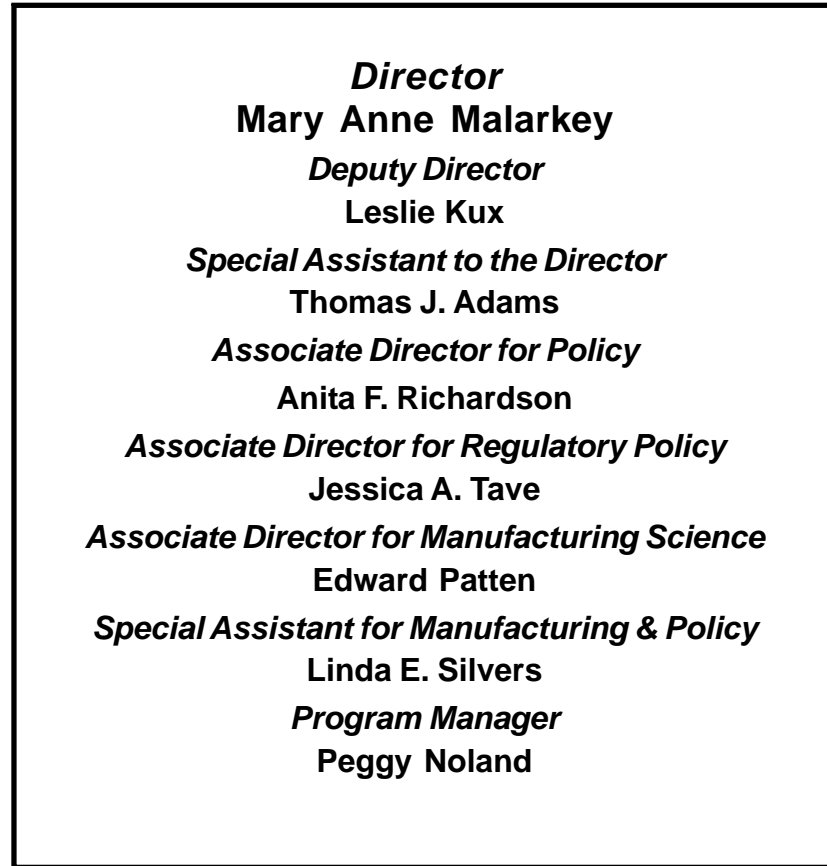 Director
Mary Anne Malarkey
Deputy Director
Leslie Kux
Special Assistant to the Director
Thomas J. Adams
Associate Director for Policy
Anita F. Richardson
Associate Director for Regulatory Policy
Jessica A. Tave
Associate Director for Manufacturing Science
Edward Patten
Special Assistant for Manufacturing & Policy
Linda E. Silvers
Program Manager
Peggy Noland